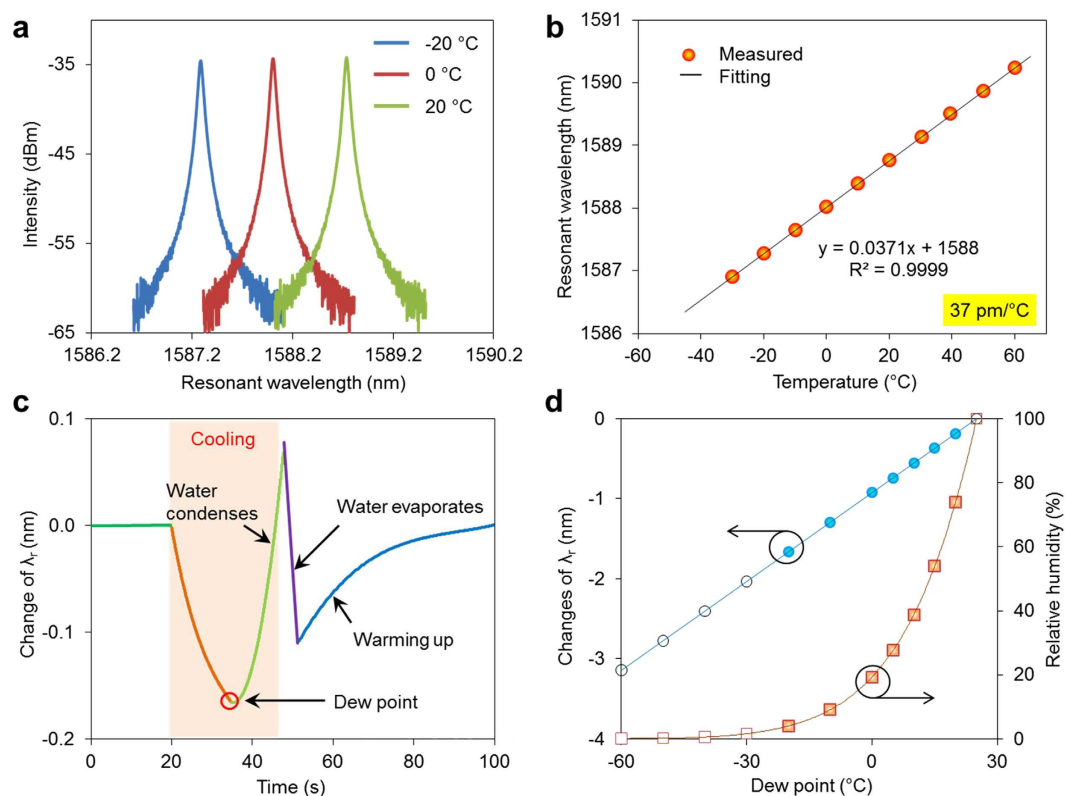 a
-20 °C
0 °C
20 °C
-35
-45
-55
-65
Intensity (dBm)
1586.2 1587.2 1588.2 1589.2 1590.2
Resonant wavelength (nm)
b
Measured
Fitting
1591
1590
1589
1588
1587
1586
Resonant wavelength (nm)
y = 0.0371x + 1588
R² = 0.9999
37 pm/°C
-60 -40 -20 0 20 40 60
Temperature (°C)
c
0.1
0.0
-0.1
-0.2
Change of λr (nm)
Cooling
Water
condenses
Water evaporates
Warming up
Dew point
0 20 40 60 80 100
Time (s)
d
0
-1
-2
-3
-4
Changes of λr (nm)
100
80
60
40
20
0
Relative humidity (%)
-60 -30 0 30
Dew point (°C)